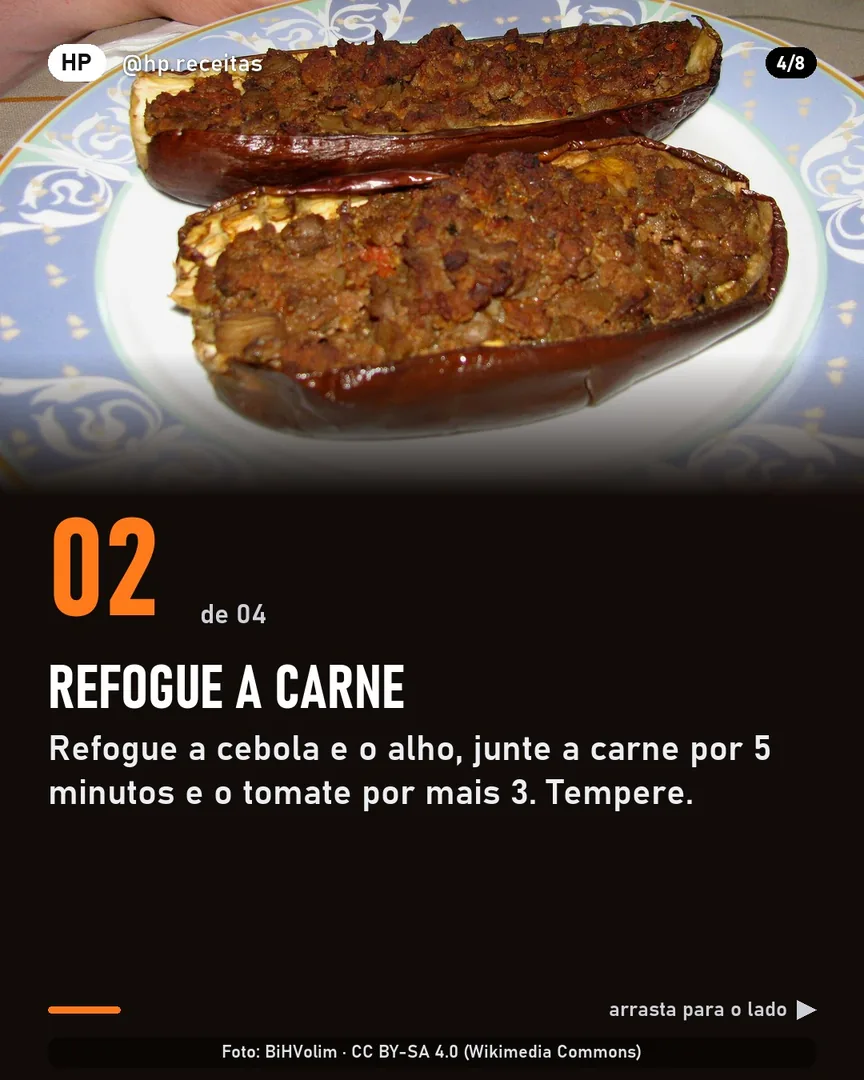 HP @hp.receitas 4/8
02 de 04
REFOGUE A CARNE
Refogue a cebola e o alho, junte a carne por 5
minutos e o tomate por mais 3. Tempere.
arrasta para o lado ▶
Foto: BiHVolim · CC BY-SA 4.0 (Wikimedia Commons)